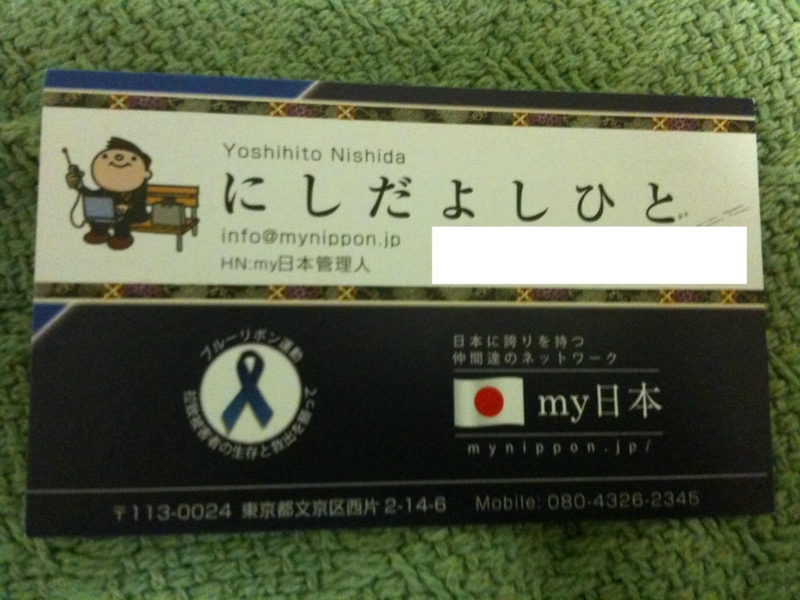 Yoshihito Nishida
にしだよしひと
info@mynippon.jp
HN:my日本管理人
ブルーリボン運動
拉致被害者の生存と救出を願って
日本に誇りを持つ
仲間達のネットワーク
my日本
mynippon.jp/
〒113-0024 東京都文京区西片 2-14-6 Mobile: 080-4326-2345